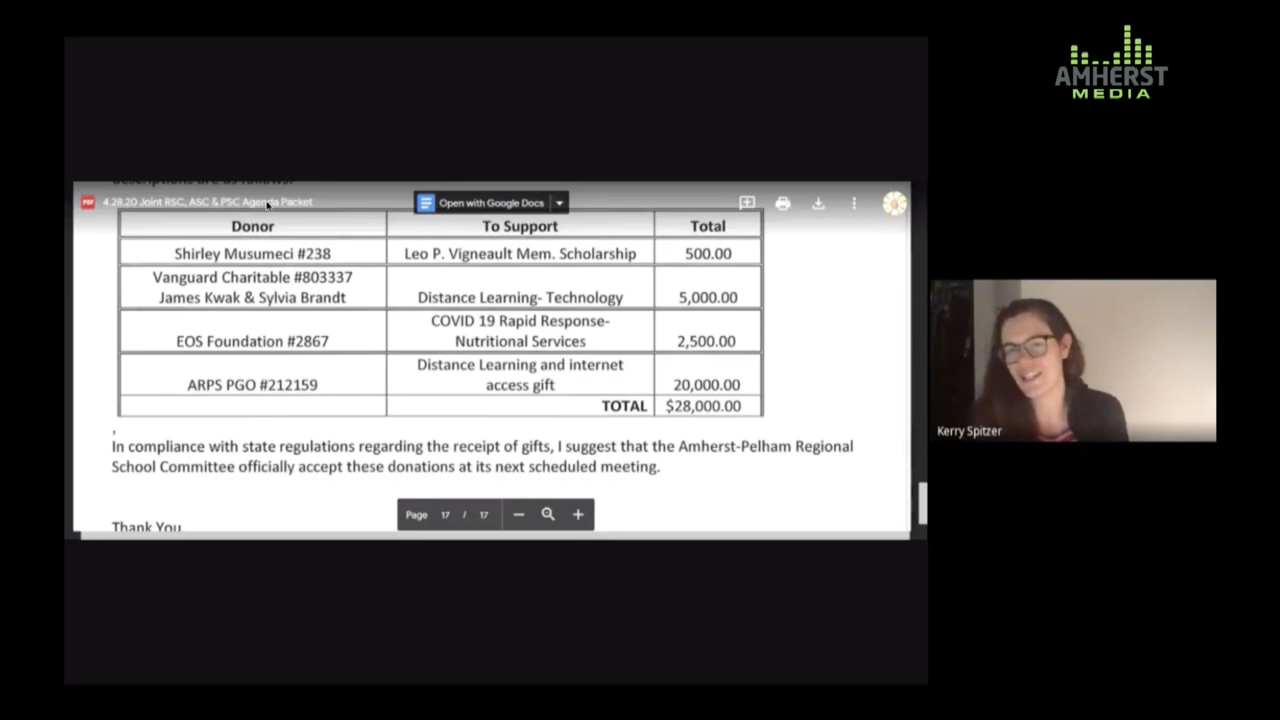 AMHERST
MEDIA
descriptions are as follows:
4.28.20 Joint RSC, ASC & PSC Agenda Packet
Open with Google Docs
Donor To Support Total
Shirley Musumeci #238 Leo P. Vigneault Mem. Scholarship 500.00
Vanguard Charitable #803337
James Kwak & Sylvia Brandt Distance Learning- Technology 5,000.00
COVID 19 Rapid Response-
EOS Foundation #2867 Nutritional Services 2,500.00
Distance Learning and internet
ARPS PGO #212159 access gift 20,000.00
TOTAL $28,000.00
,
In compliance with state regulations regarding the receipt of gifts, I suggest that the Amherst-Pelham Regional
School Committee officially accept these donations at its next scheduled meeting.
Page 17 / 17
Thank You,
Kerry Spitzer